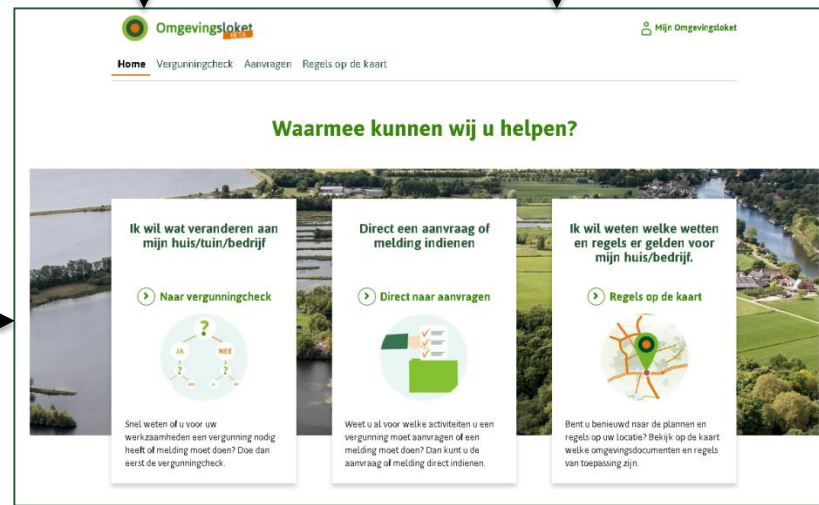 Omgevingsloket
BETA
Mijn Omgevingsloket
Home Vergunningcheck Aanvragen Regels op de kaart
Waarmee kunnen wij u helpen?
Ik wil wat veranderen aan
mijn huis/tuin/bedrijf
Naar vergunningcheck
?
JA NEE
? ?
Snel weten of u voor uw
werkzaamheden een vergunning nodig
heeft of melding moet doen? Doe dan
eerst de vergunningcheck.
Direct een aanvraag of
melding indienen
Direct naar aanvragen
Weet u al voor welke activiteiten u een
vergunning moet aanvragen of een
melding moet doen? Dan kunt u de
aanvraag of melding direct indienen.
Ik wil weten welke wetten
en regels er gelden voor
mijn huis/bedrijf.
Regels op de kaart
Bent u benieuwd naar de plannen en
regels op uw locatie? Bekijk op de kaart
welke omgevingsdocumenten en regels
van toepassing zijn.